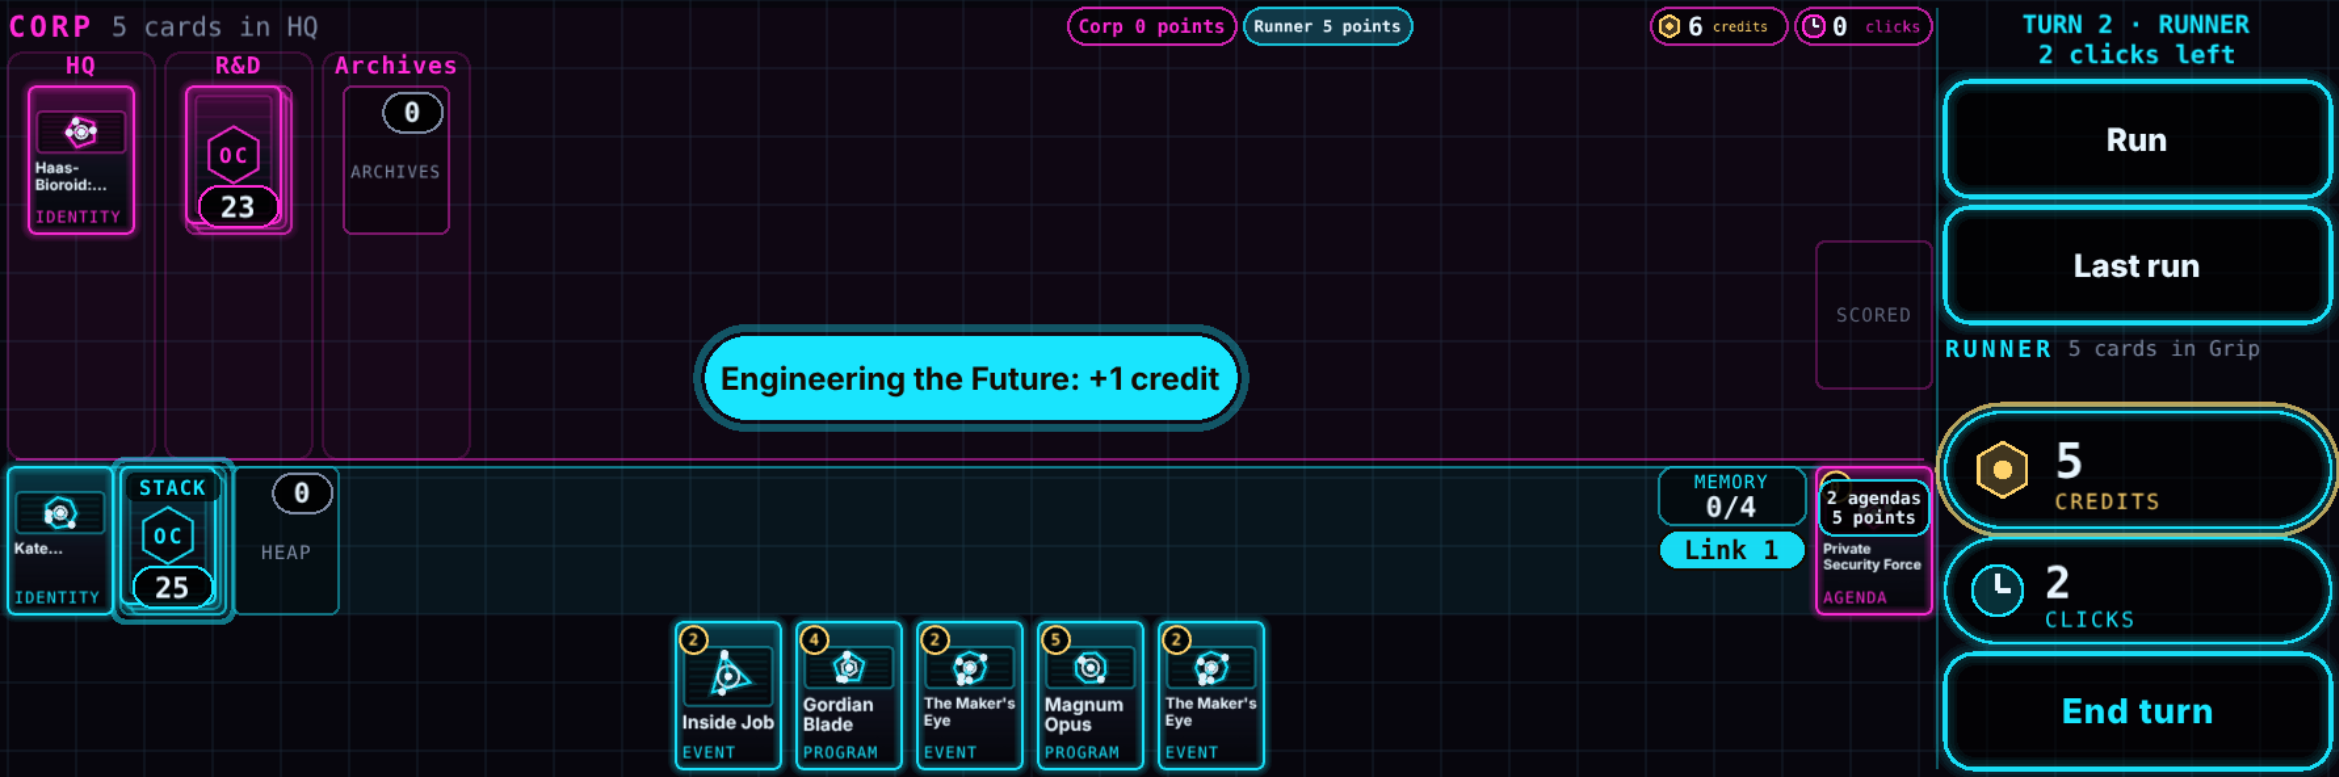 CORP 5 cards in HQ
Corp 0 points
Runner 5 points
6 credits
0 clicks
TURN 2 · RUNNER
2 clicks left
HQ
R&D
Archives
Haas-
Bioroid:...
IDENTITY
OC
23
0
ARCHIVES
Run
Last run
SCORED
RUNNER 5 cards in Grip
Engineering the Future: +1 credit
5
CREDITS
2
CLICKS
End turn
Kate...
IDENTITY
STACK
OC
25
0
HEAP
MEMORY
0/4
Link 1
2 agendas
5 points
Private
Security Force
AGENDA
2
Inside Job
EVENT
4
Gordian
Blade
PROGRAM
2
The Maker's
Eye
EVENT
5
Magnum
Opus
PROGRAM
2
The Maker's
Eye
EVENT